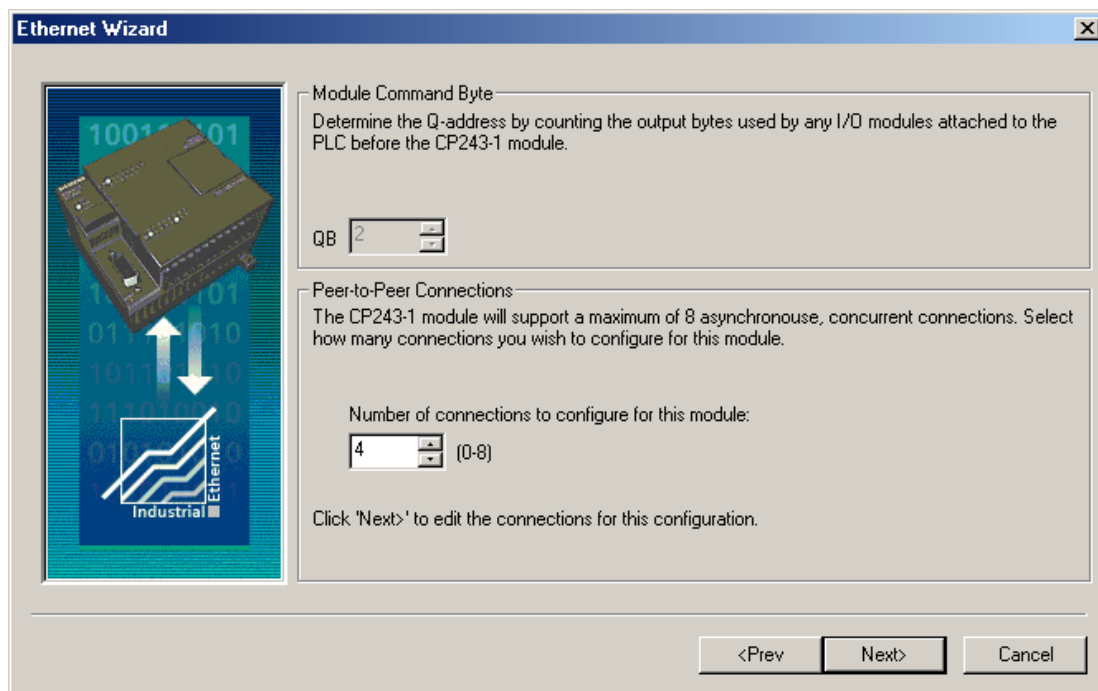 Ethernet Wizard
Module Command Byte
Determine the Q-address by counting the output bytes used by any I/O modules attached to the
PLC before the CP243-1 module.
QB 2
Peer-to-Peer Connections
The CP243-1 module will support a maximum of 8 asynchronouse, concurrent connections. Select
how many connections you wish to configure for this module.
Number of connections to configure for this module:
4 (0-8)
Click 'Next>' to edit the connections for this configuration.
Industrial Ethernet
<Prev Next> Cancel